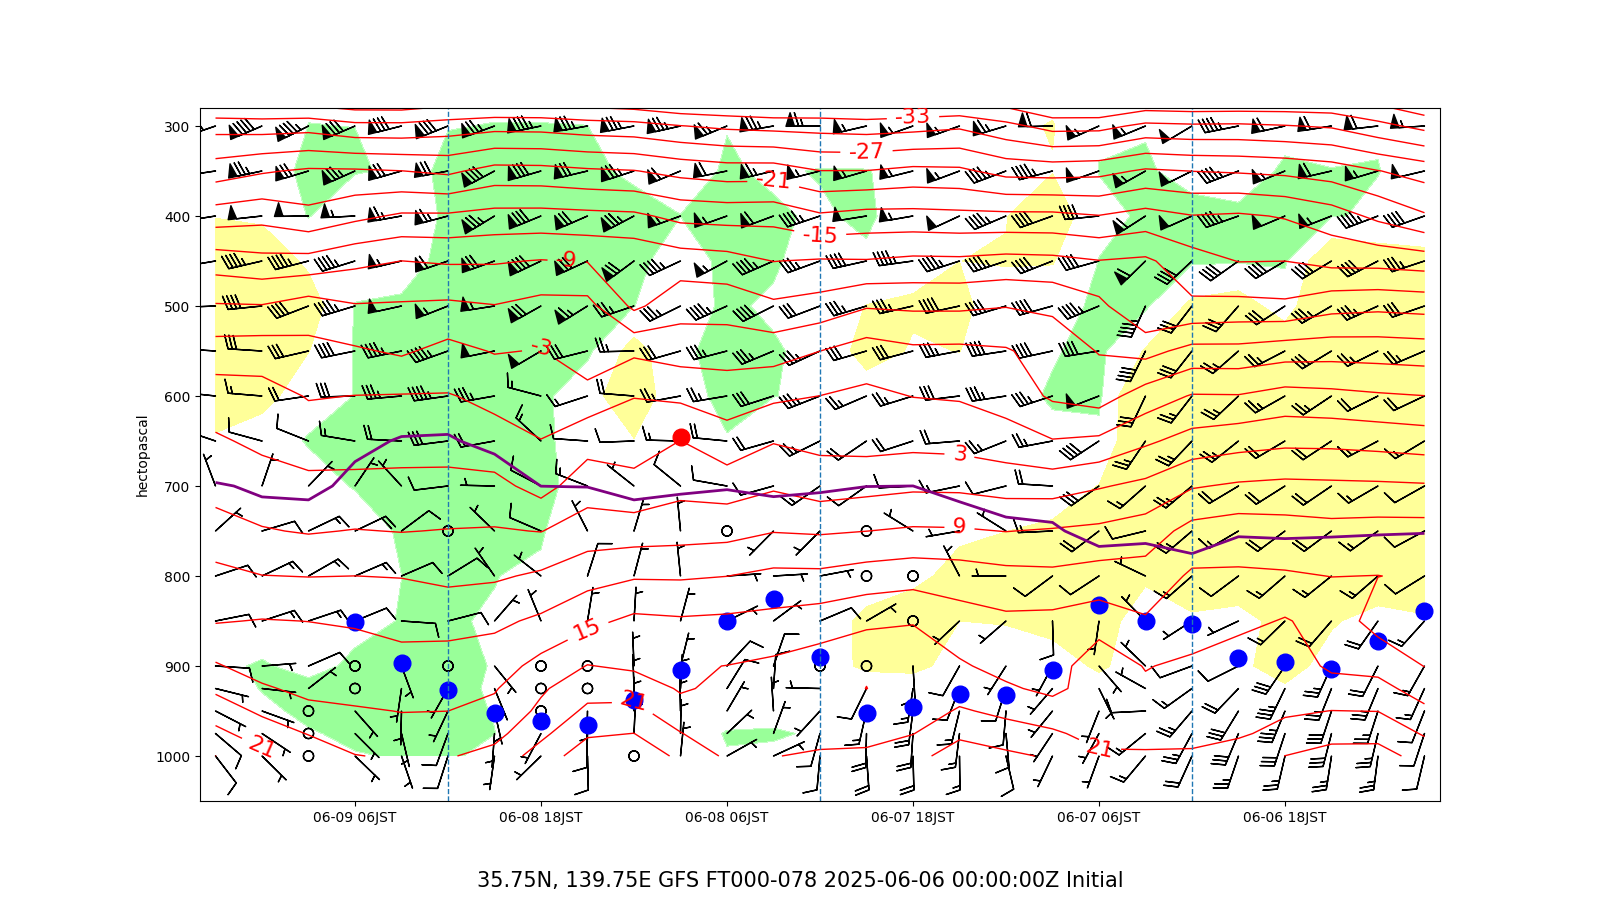 -33
300
-27
-21
400
-15
-9
500
-3
600
3
700
9
800
15
900
21
21
21
1000
hectopascal
06-09 06JST
06-08 18JST
06-08 06JST
06-07 18JST
06-07 06JST
06-06 18JST
35.75N, 139.75E GFS FT000-078 2025-06-06 00:00:00Z Initial